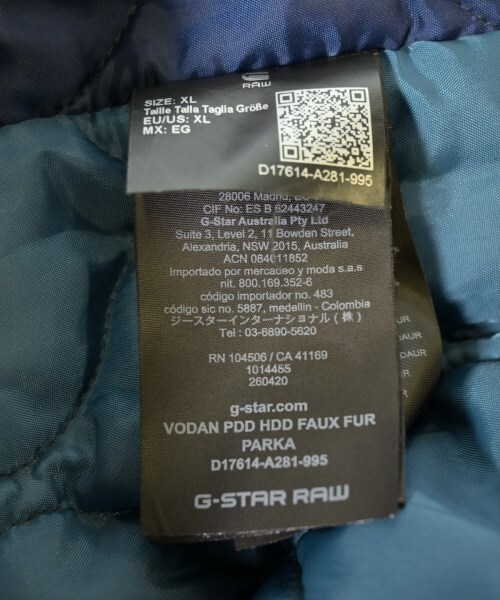 RAW
SIZE: XL
Taille Talla Taglia Größe
EU/US: XL
MX: EG
D17614-A281-995
28006 Madrid,
CIF No: ES B 62443247
G-Star Australia Pty Ltd
Suite 3, Level 2, 11 Bowden Street,
Alexandria, NSW 2015, Australia
ACN 084011852
Importado por mercadeo y moda s.a.s
nit. 800.169.352-6
código importador no. 483
código sic no. 5887, medellin - Colombia
ジースターインターナショナル(株)
Tel : 03-6890-5620
RN 104506 / CA 41169
1014455
260420
g-star.com
VODAN PDD HDD FAUX FUR
PARKA
D17614-A281-995
G-STAR RAW
FUR
DAUR